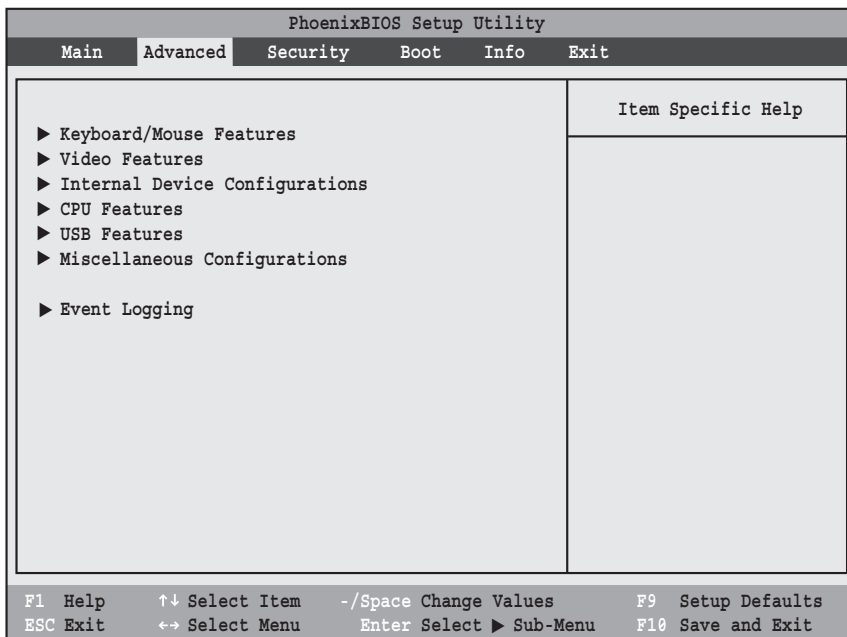 PhoenixBIOS Setup Utility
Main Advanced Security Boot Info Exit
Item Specific Help
▶ Keyboard/Mouse Features
▶ Video Features
▶ Internal Device Configurations
▶ CPU Features
▶ USB Features
▶ Miscellaneous Configurations
▶ Event Logging
F1 Help ↑↓ Select Item -/Space Change Values F9 Setup Defaults
ESC Exit ←→ Select Menu Enter Select ▶ Sub-Menu F10 Save and Exit